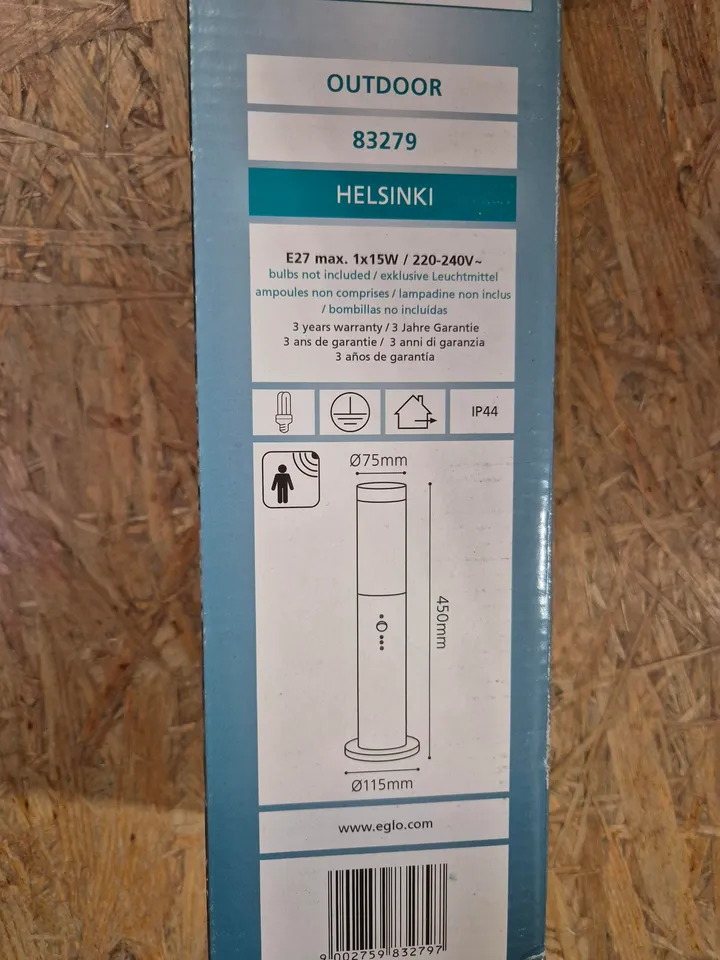 OUTDOOR
83279
HELSINKI
E27 max. 1x15W / 220-240V~
bulbs not included / exklusive Leuchtmittel
ampoules non comprises / lampadine non inclus
/ bombillas no incluídas
3 years warranty / 3 Jahre Garantie
3 ans de garantie / 3 anni di garanzia
3 años de garantía
IP44
Ø75mm
450mm
Ø115mm
www.eglo.com
9 002759 832797